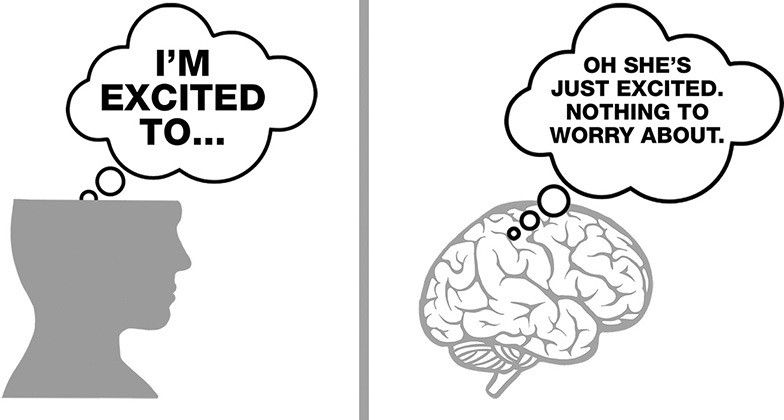 I'M
EXCITED
TO...
OH SHE'S
JUST EXCITED.
NOTHING TO
WORRY ABOUT.